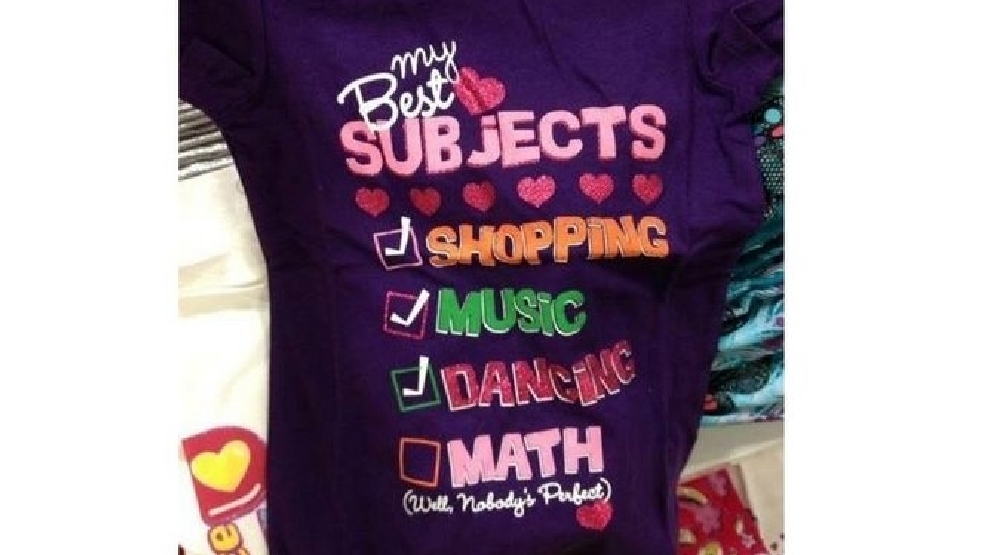 my
Best
SUBJECTS
SHOPPING
MUSIC
DANCING
MATH
(Well, Nobody's Perfect)